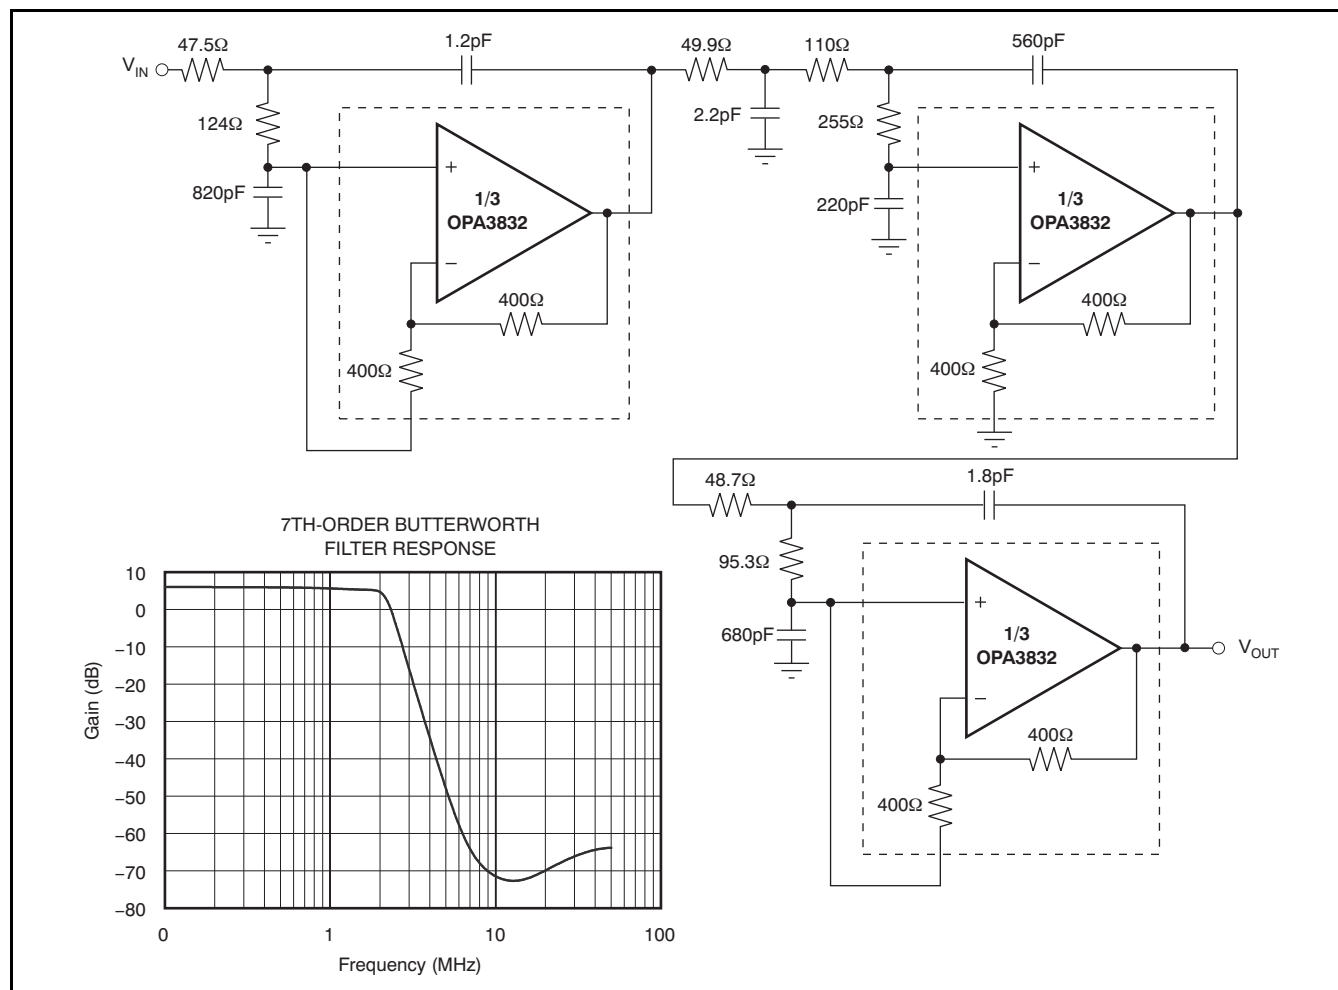 47.5Ω
1.2pF
49.9Ω
110Ω
560pF
V_IN
124Ω
2.2pF
255Ω
820pF
+
1/3
OPA3832
−
400Ω
400Ω
220pF
+
1/3
OPA3832
−
400Ω
400Ω
48.7Ω
1.8pF
95.3Ω
680pF
+
1/3
OPA3832
−
400Ω
400Ω
V_OUT
7TH-ORDER BUTTERWORTH
FILTER RESPONSE
10
0
−10
−20
−30
−40
−50
−60
−70
−80
Gain (dB)
0
1
10
100
Frequency (MHz)